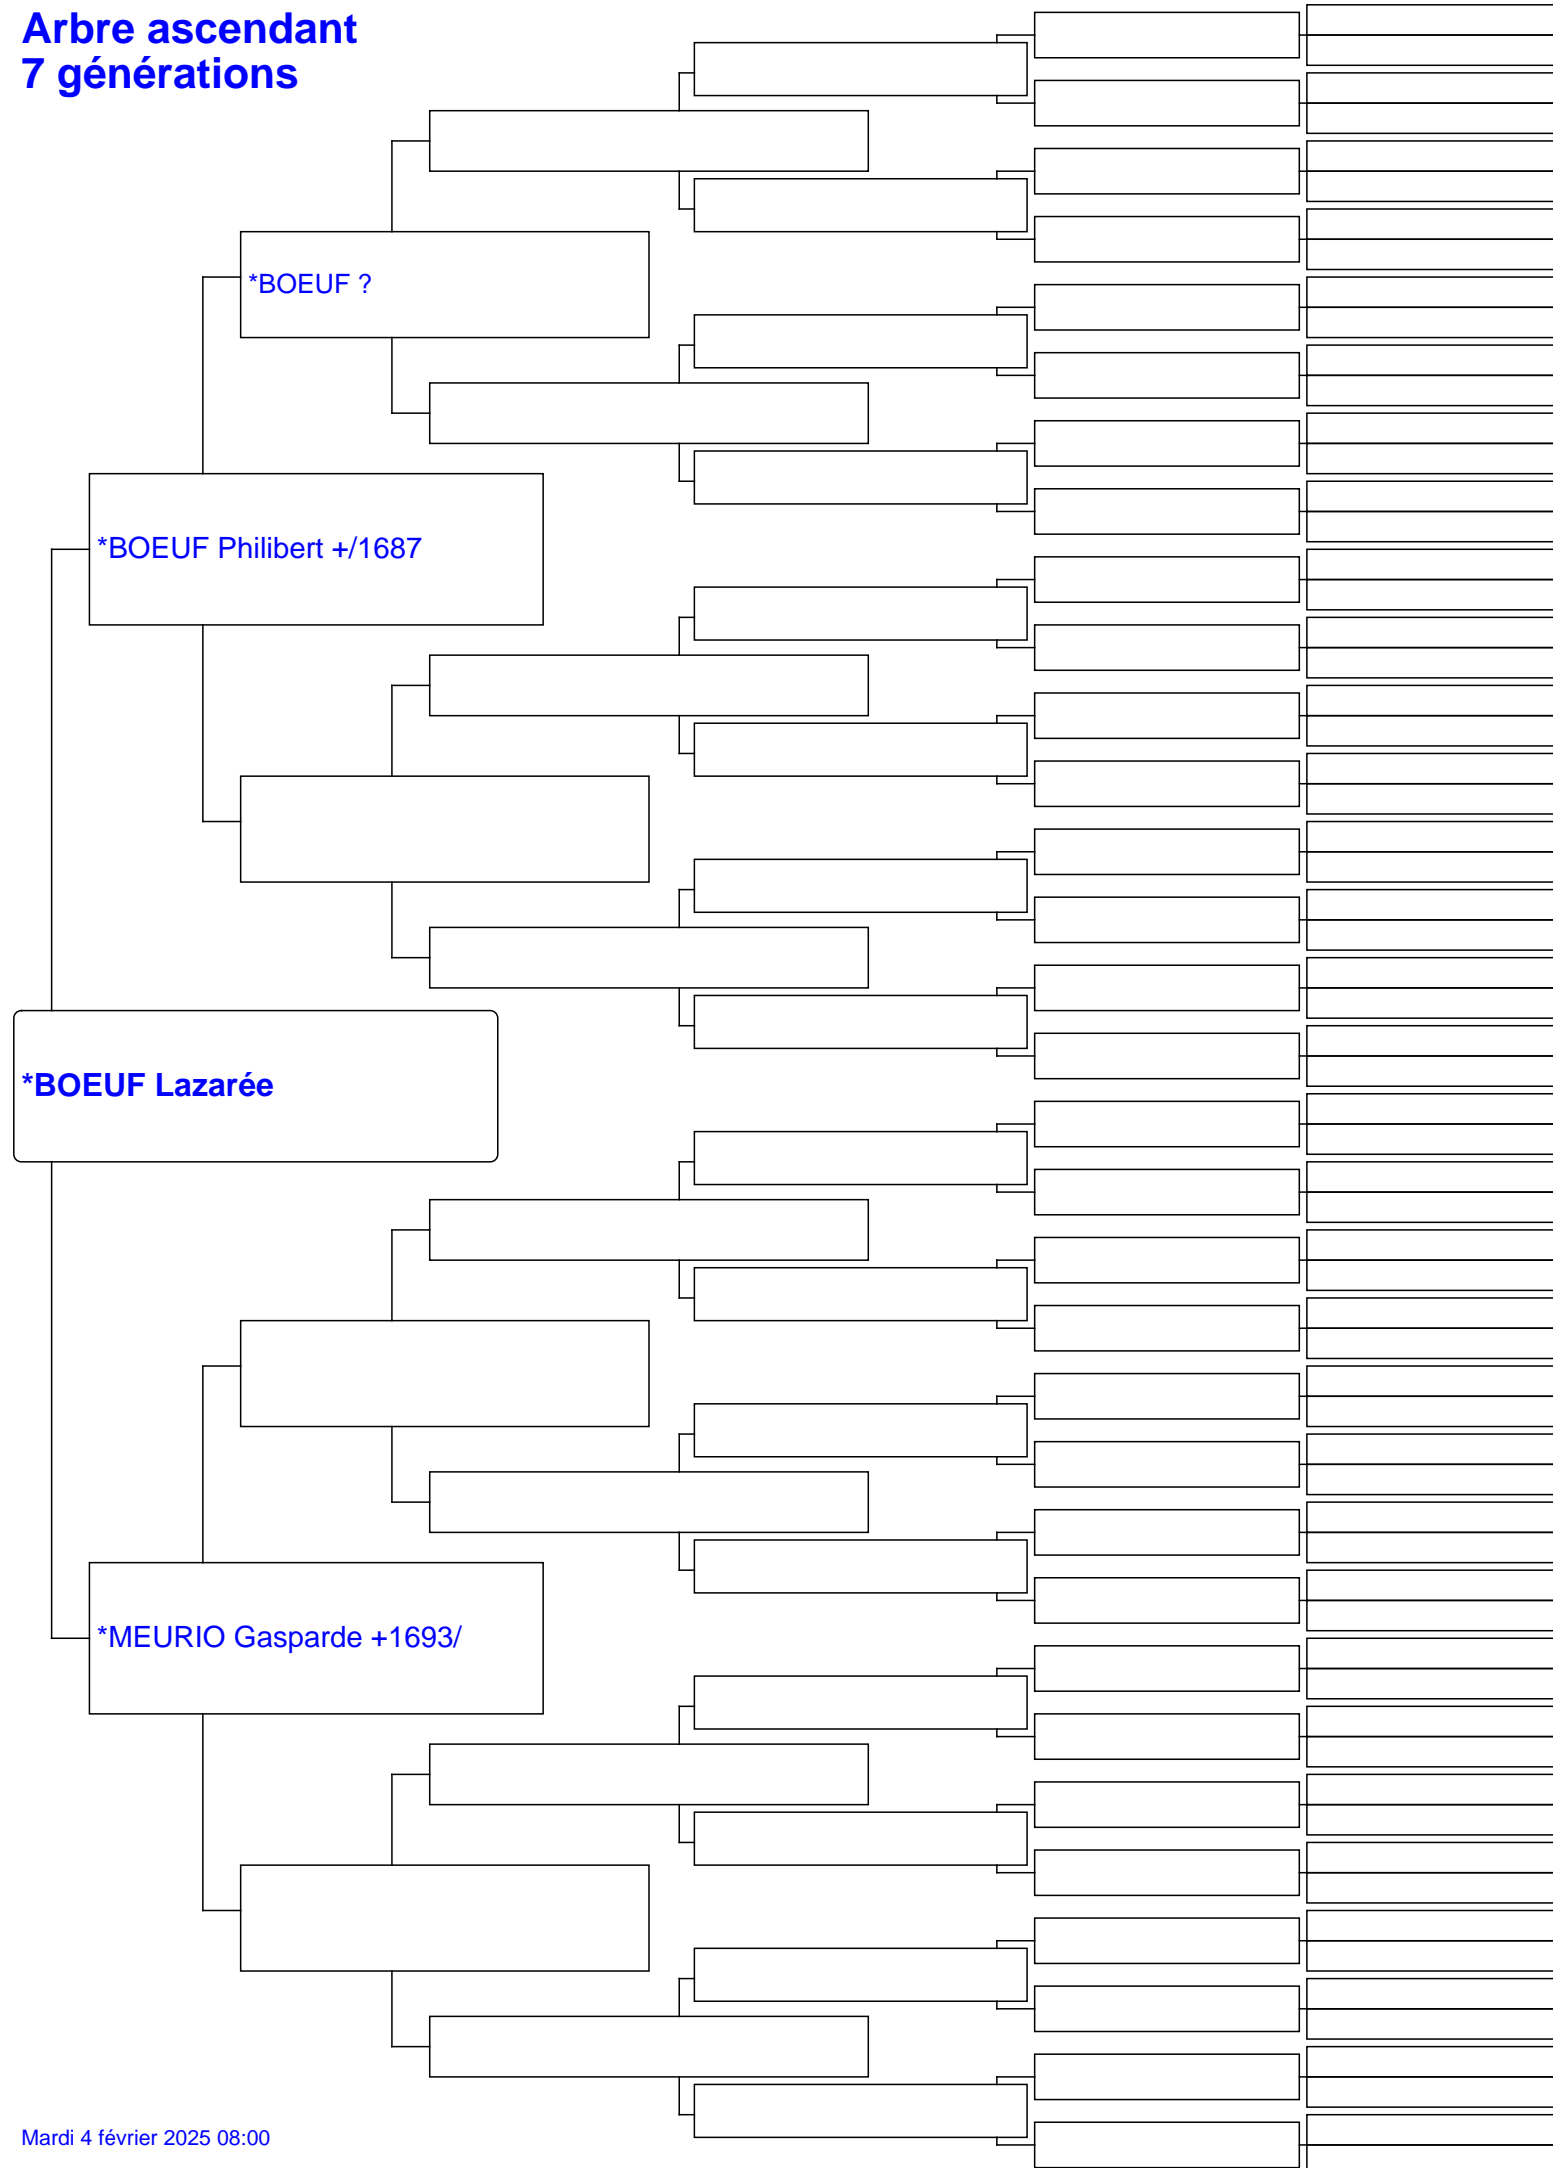 Arbre ascendant
7 générations
*BOEUF ?
*BOEUF Philibert +/1687
*BOEUF Lazarée
*MEURIO Gasparde +1693/
Mardi 4 février 2025 08:00